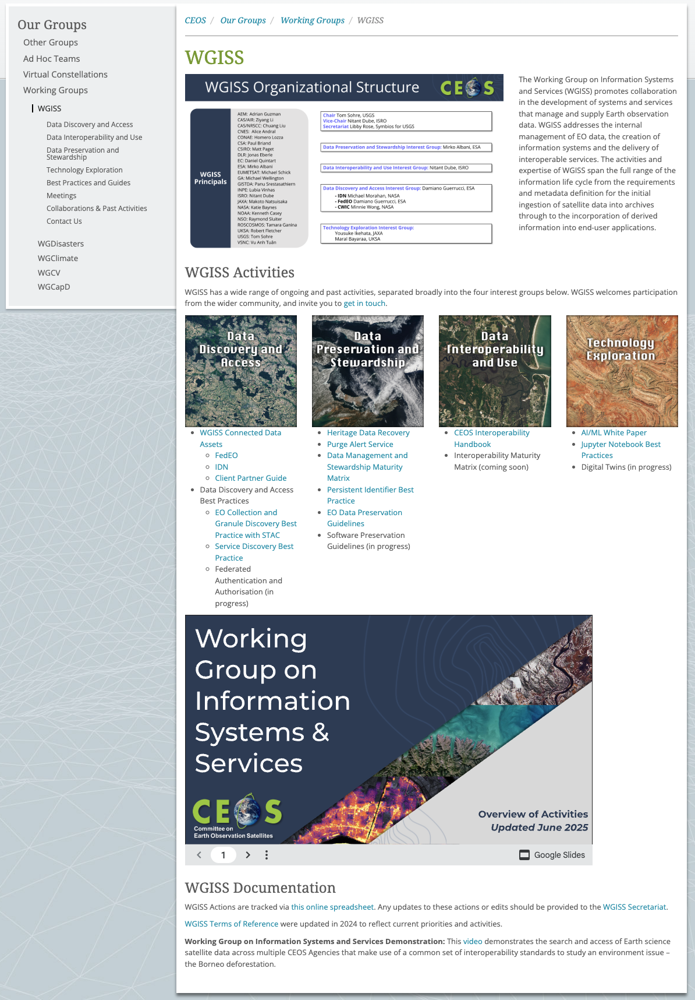 Our Groups
Other Groups
Ad Hoc Teams
Virtual Constellations
Working Groups
WGISS
Data Discovery and Access
Data Interoperability and Use
Data Preservation and
Stewardship
Technology Exploration
Best Practices and Guides
Meetings
Collaborations & Past Activities
Contact Us
WGDisasters
WGClimate
WGCV
WGCapD
CEOS / Our Groups / Working Groups / WGISS
WGISS
WGISS Organizational Structure
CEOS
WGISS
Principals
AEM: Adrian Guzman
CAS/AIR: Ziyang Li
CAS/NRSCC: Chuang Liu
CNES: Alice Andral
CONAE: Homero Lozza
CSA: Paul Briand
CSIRO: Matt Paget
DLR: Jonas Eberle
EC: Daniel Quintart
ESA: Mirko Albani
EUMETSAT: Michael Schick
GA: Michael Wellington
GISTDA: Panu Srestasathiern
INPE: Lubia Vinhas
ISRO: Nitant Dube
JAXA: Makoto Natsuisaka
NASA: Katie Baynes
NOAA: Kenneth Casey
NSO: Raymond Sluiter
ROSCOSMOS: Tamara Ganina
UKSA: Robert Fletcher
USGS: Tom Sohre
VSNC: Vu Anh Tuân
Chair Tom Sohre, USGS
Vice-Chair Nitant Dube, ISRO
Secretariat Libby Rose, Symbios for USGS
Data Preservation and Stewardship Interest Group: Mirko Albani, ESA
Data Interoperability and Use Interest Group: Nitant Dube, ISRO
Data Discovery and Access Interest Group: Damiano Guerrucci, ESA
- IDN Michael Morahan, NASA
- FedEO Damiano Guerrucci, ESA
- CWIC Minnie Wong, NASA
Technology Exploration Interest Group:
Yousuke Ikehata, JAXA
Maral Bayaraa, UKSA
The Working Group on Information Systems
and Services (WGISS) promotes collaboration
in the development of systems and services
that manage and supply Earth observation
data. WGISS addresses the internal
management of EO data, the creation of
information systems and the delivery of
interoperable services. The activities and
expertise of WGISS span the full range of the
information life cycle from the requirements
and metadata definition for the initial
ingestion of satellite data into archives
through to the incorporation of derived
information into end-user applications.
WGISS Activities
WGISS has a wide range of ongoing and past activities, separated broadly into the four interest groups below. WGISS welcomes participation
from the wider community, and invite you to get in touch.
Data
Discovery and
Access
WGISS Connected Data
Assets
FedEO
IDN
Client Partner Guide
Data Discovery and Access
Best Practices
EO Collection and
Granule Discovery Best
Practice with STAC
Service Discovery Best
Practice
Federated
Authentication and
Authorisation (in
progress)
Data
Preservation and
Stewardship
Heritage Data Recovery
Purge Alert Service
Data Management and
Stewardship Maturity
Matrix
Persistent Identifier Best
Practice
EO Data Preservation
Guidelines
Software Preservation
Guidelines (in progress)
Data
Interoperability
and Use
CEOS Interoperability
Handbook
Interoperability Maturity
Matrix (coming soon)
Technology
Exploration
AI/ML White Paper
Jupyter Notebook Best
Practices
Digital Twins (in progress)
Working
Group on
Information
Systems &
Services
CEOS
Committee on
Earth Observation Satellites
Overview of Activities
Updated June 2025
1
Google Slides
WGISS Documentation
WGISS Actions are tracked via this online spreadsheet. Any updates to these actions or edits should be provided to the WGISS Secretariat.
WGISS Terms of Reference were updated in 2024 to reflect current priorities and activities.
Working Group on Information Systems and Services Demonstration: This video demonstrates the search and access of Earth science
satellite data across multiple CEOS Agencies that make use of a common set of interoperability standards to study an environment issue –
the Borneo deforestation.